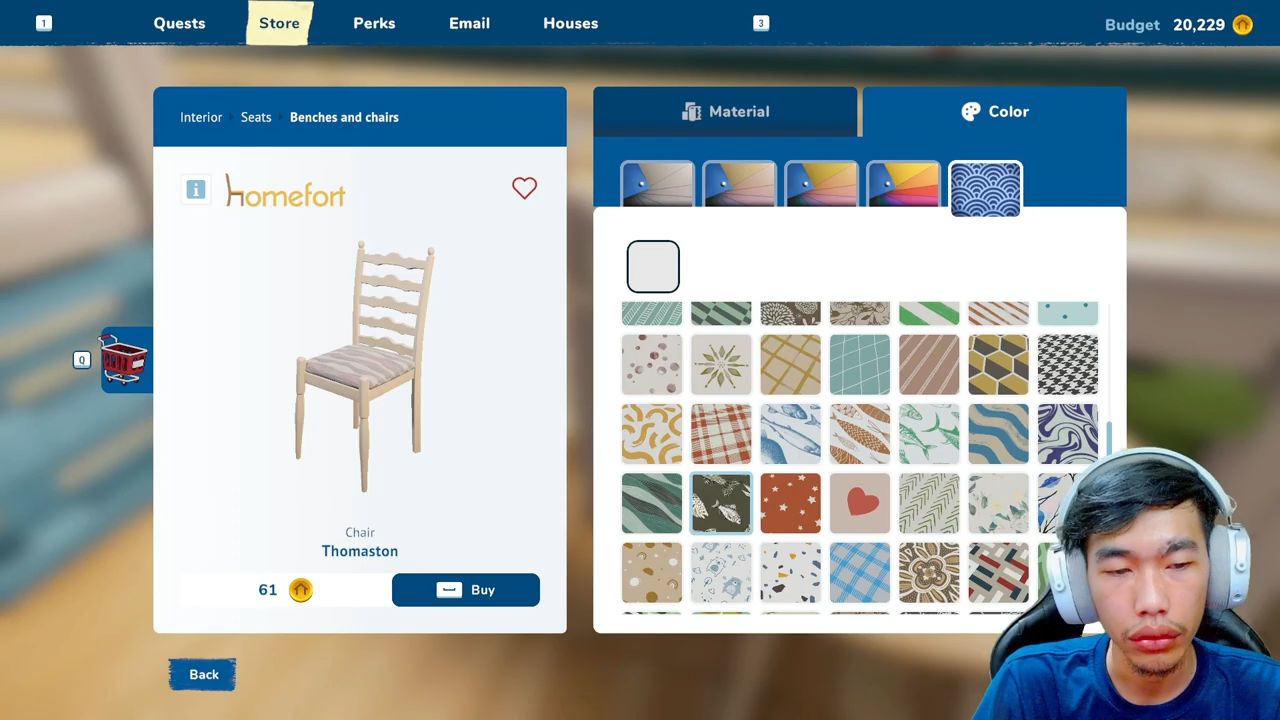 1
Quests
Store
Perks
Email
Houses
3
Budget 20,229
Interior
Seats
Benches and chairs
Material
Color
i
homefort
Q
Chair
Thomaston
61
Buy
Back